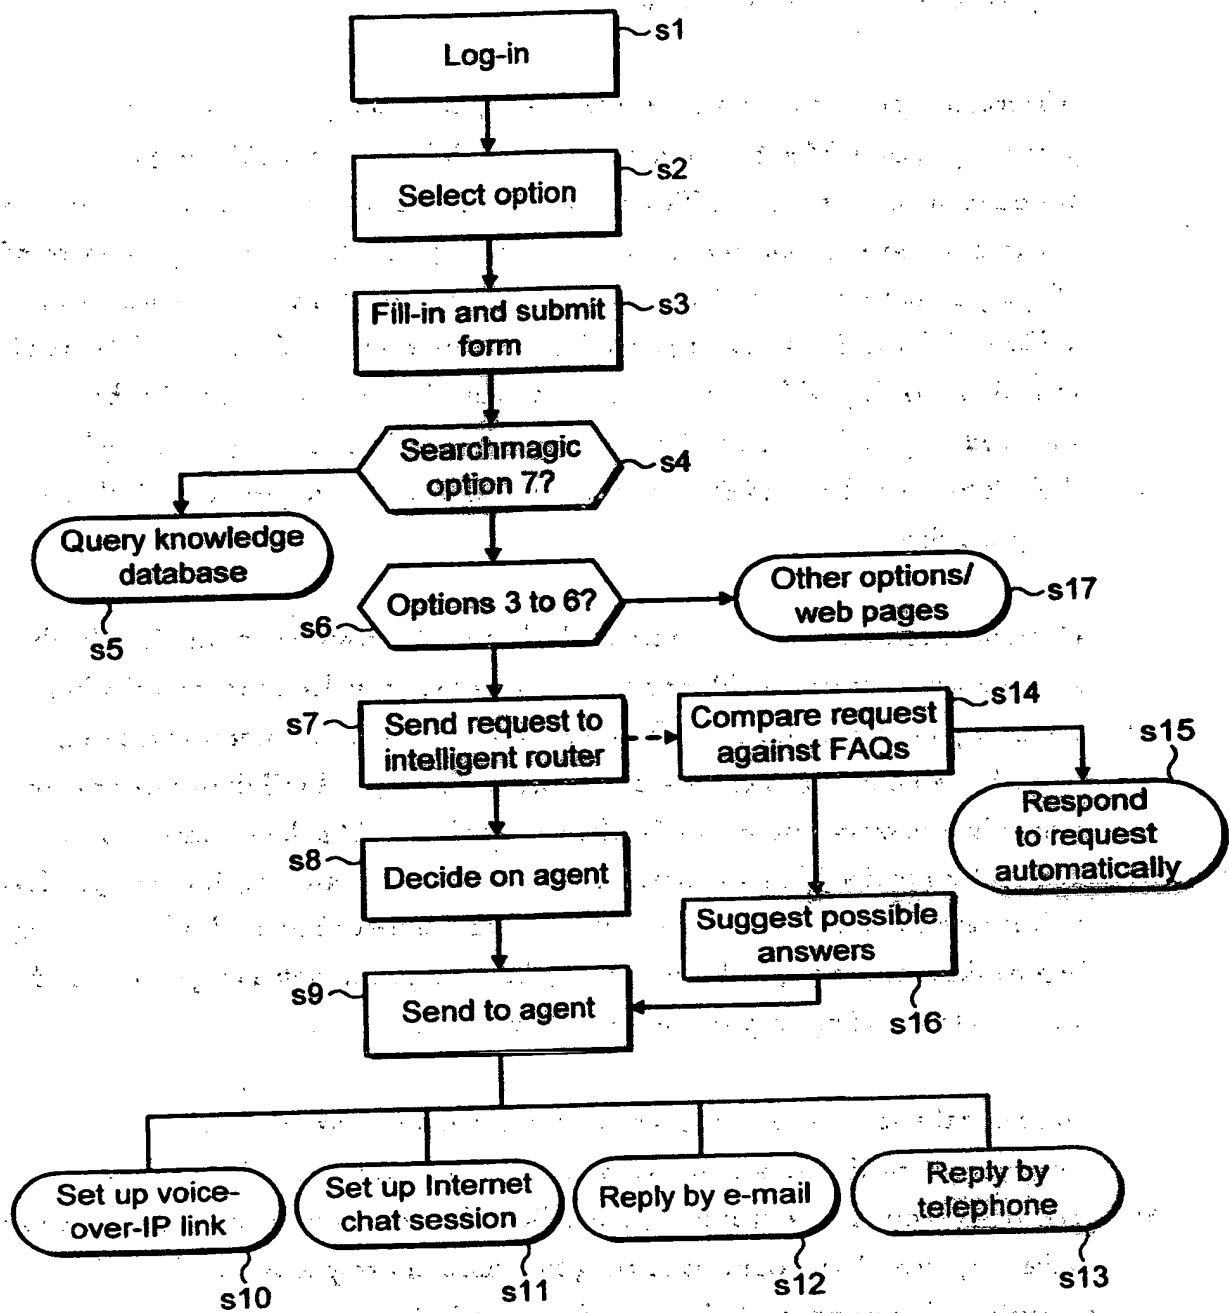 Log-in
s1
Select option
s2
Fill-in and submit
form
s3
Searchmagic
option 7?
s4
Query knowledge
database
s5
Options 3 to 6?
s6
Other options/
web pages
s17
s7
Send request to
intelligent router
Compare request
against FAQs
s14
s15
Respond
to request
automatically
s8
Decide on agent
Suggest possible
answers
s16
s9
Send to agent
Set up voice-
over-IP link
s10
Set up Internet
chat session
s11
Reply by e-mail
s12
Reply by
telephone
s13